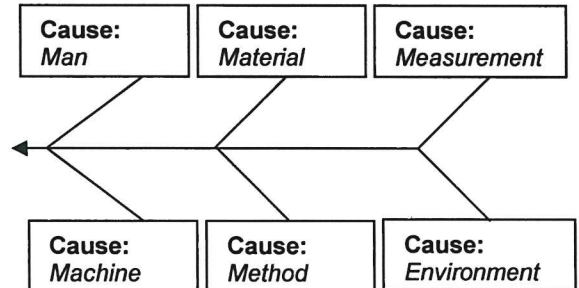 Cause:
Man
Cause:
Material
Cause:
Measurement
Cause:
Machine
Cause:
Method
Cause:
Environment